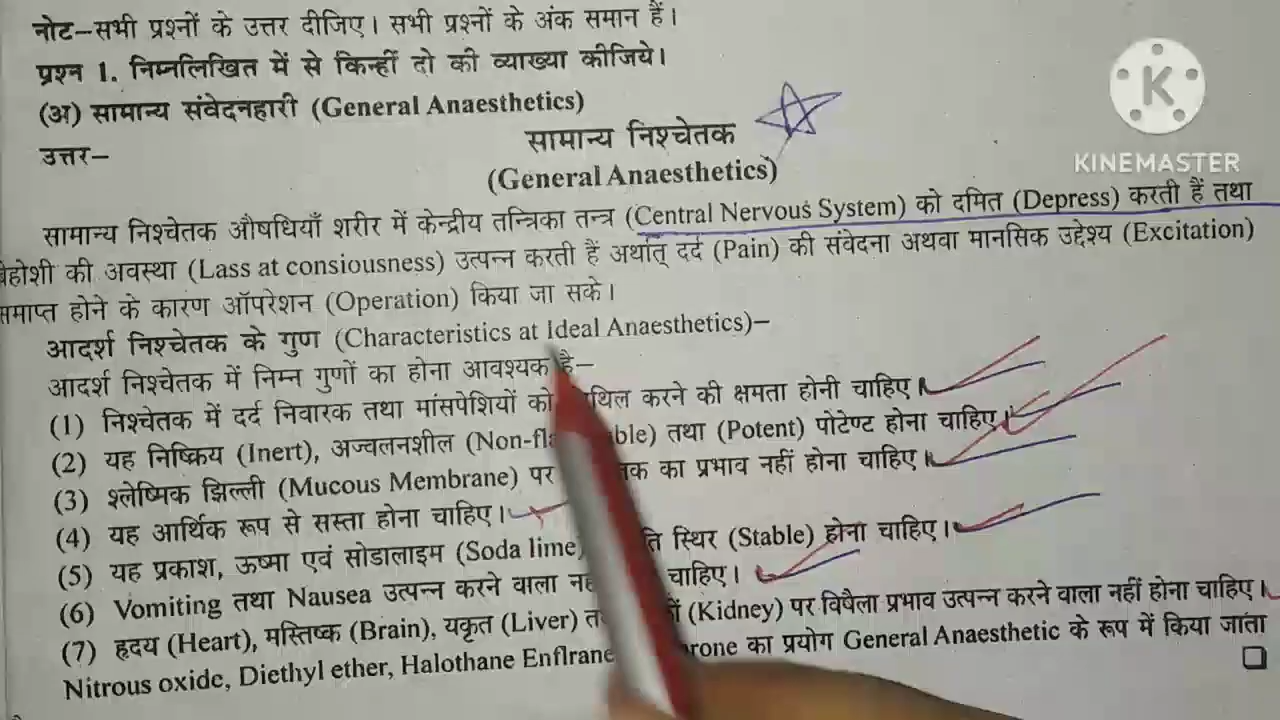 नोट–सभी प्रश्नों के उत्तर दीजिए। सभी प्रश्नों के अंक समान हैं।
प्रश्न 1. निम्नलिखित में से किन्हीं दो की व्याख्या कीजिये।
(अ) सामान्य संवेदनहारी (General Anaesthetics)
उत्तर–
सामान्य निश्चेतक
(General Anaesthetics)
सामान्य निश्चेतक औषधियाँ शरीर में केन्द्रीय तन्त्रिका तन्त्र (Central Nervous System) को दमित (Depress) करती हैं तथा
बेहोशी की अवस्था (Lass at consiousness) उत्पन्न करती हैं अर्थात् दर्द (Pain) की संवेदना अथवा मानसिक उद्देश्य (Excitation)
समाप्त होने के कारण ऑपरेशन (Operation) किया जा सके।
आदर्श निश्चेतक के गुण (Characteristics at Ideal Anaesthetics)–
आदर्श निश्चेतक में निम्न गुणों का होना आवश्यक है–
(1) निश्चेतक में दर्द निवारक तथा मांसपेशियों को करने की क्षमता होनी चाहिए।
(2) यह निष्क्रिय (Inert), अज्वलनशील तथा (Potent) पोटेण्ट होना चाहिए।
(3) श्लेष्मिक झिल्ली (Mucous Membrane) पर का प्रभाव नहीं होना चाहिए।
(4) यह आर्थिक रूप से सस्ता होना चाहिए।
(5) यह प्रकाश, ऊष्मा एवं सोडालाइम (Soda lime) स्थिर (Stable) होना चाहिए।
(6) Vomiting तथा Nausea उत्पन्न करने वाला चाहिए।
(7) हृदय (Heart), मस्तिष्क (Brain), यकृत (Liver) (Kidney) पर विषैला प्रभाव उत्पन्न करने वाला नहीं होना चाहिए।
Nitrous oxide, Diethyl ether, Halothane Enflrane का प्रयोग General Anaesthetic के रूप में किया जाता
K
KINEMASTER